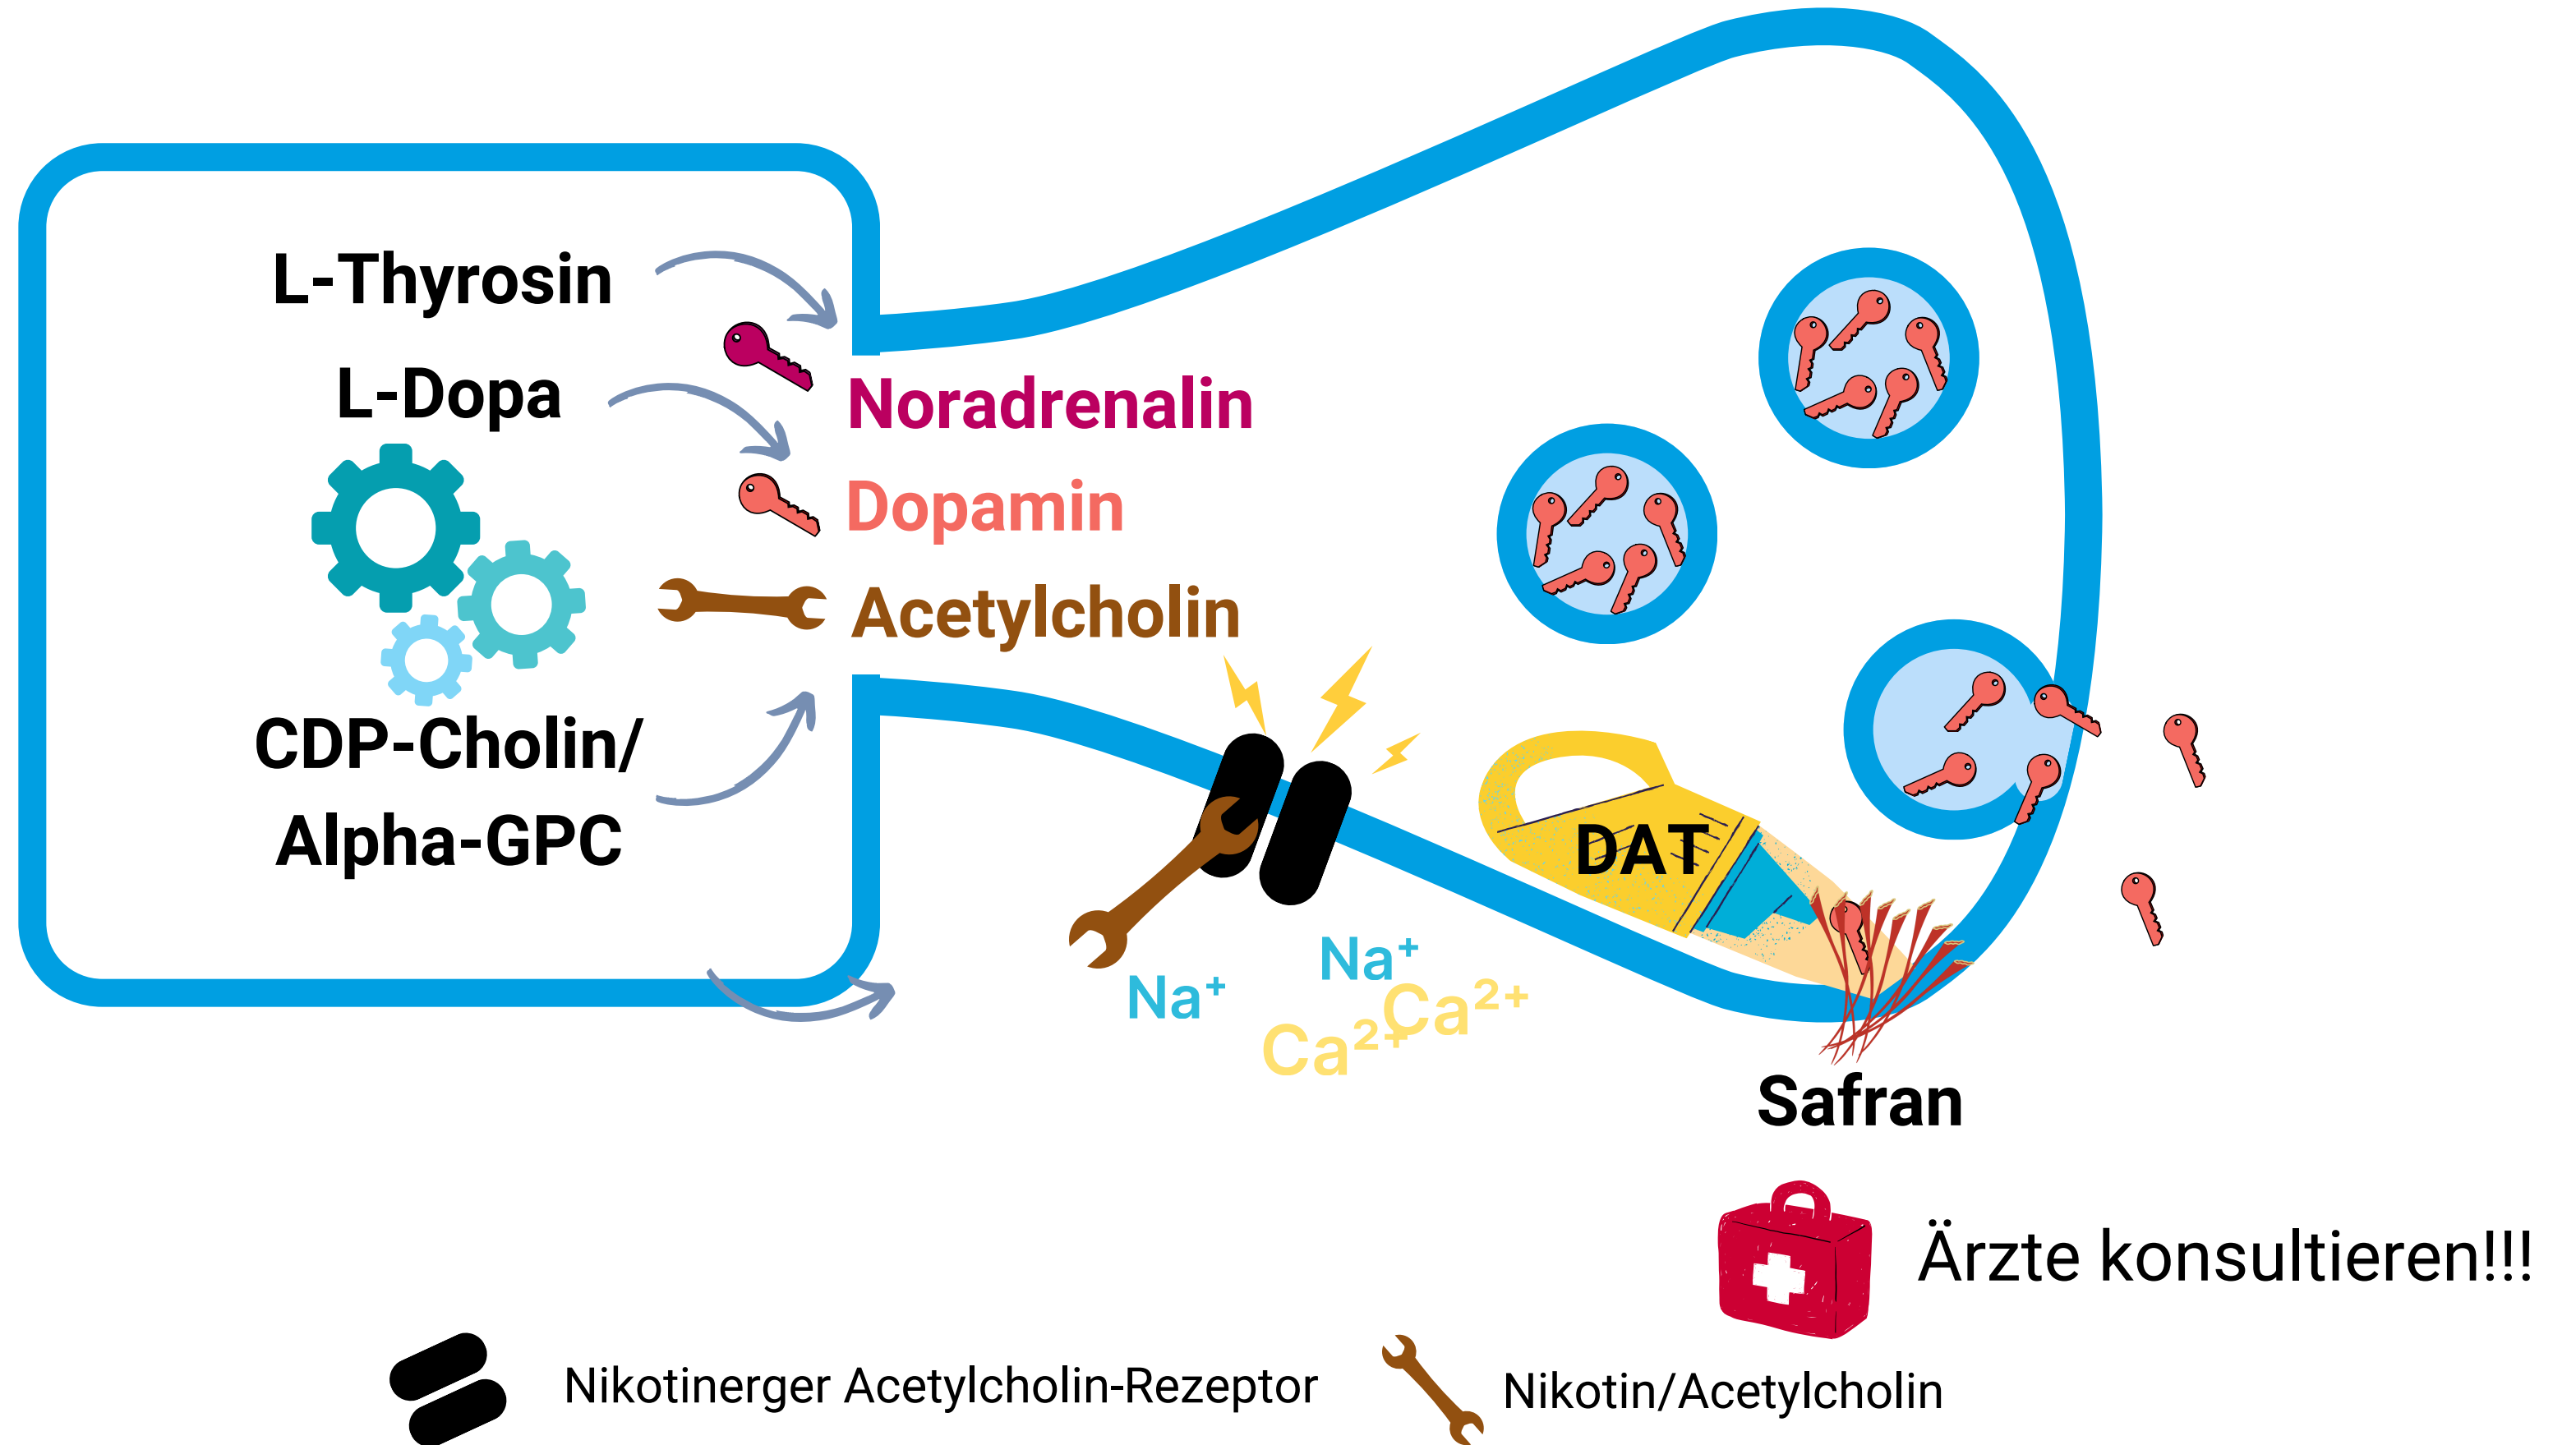 L-Thyrosin
L-Dopa
Noradrenalin
Dopamin
Acetylcholin
CDP-Cholin/
Alpha-GPC
DAT
Na⁺
Na⁺
Ca²⁺
Ca²⁺
Safran
Ärzte konsultieren!!!
Nikotinerger Acetylcholin-Rezeptor
Nikotin/Acetylcholin